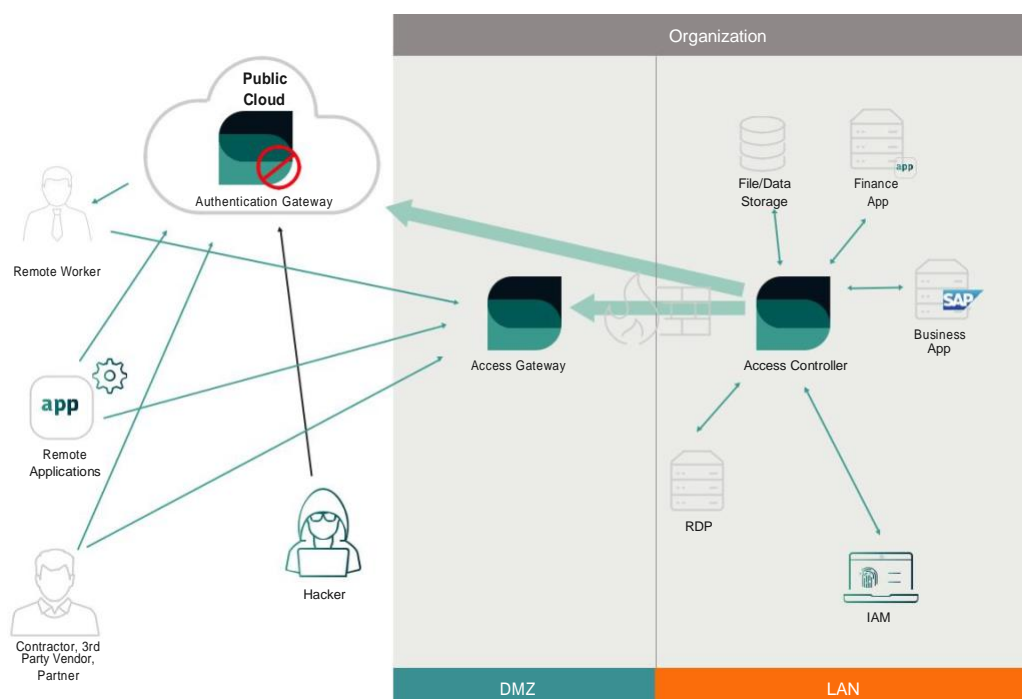 Organization
Public
Cloud
Authentication Gateway
File/Data
Storage
app
Finance
App
Remote Worker
SAP
Business
App
Access Gateway
Access Controller
app
Remote
Applications
RDP
Hacker
IAM
Contractor, 3rd
Party Vendor,
Partner
DMZ
LAN